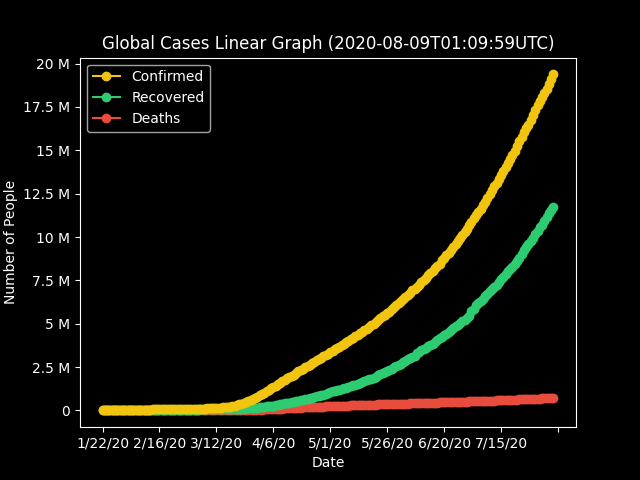 Global Cases Linear Graph (2020-08-09T01:09:59UTC)
Confirmed
Recovered
Deaths
Number of People
20 M
17.5 M
15 M
12.5 M
10 M
7.5 M
5 M
2.5 M
0
1/22/20 2/16/20 3/12/20 4/6/20 5/1/20 5/26/20 6/20/20 7/15/20
Date